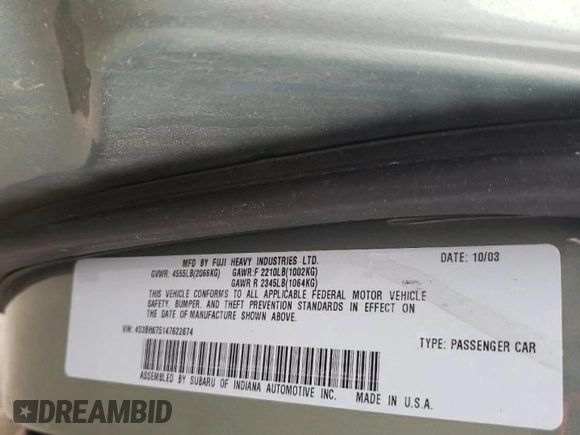 MFD BY FUJI HEAVY INDUSTRIES LTD. DATE: 10/03
GVWR: 4555LB(2066KG) GAWR:F 2210LB(1002KG)
GAWR R 2345LB(1064KG)
THIS VEHICLE CONFORMS TO ALL APPLICABLE FEDERAL MOTOR VEHICLE
SAFETY, BUMPER, AND THEFT PREVENTION STANDARDS IN EFFECT ON
THE DATE OF MANUFACTURE SHOWN ABOVE.
VIN: 4S3BH675147622674
TYPE: PASSENGER CAR
ASSEMBLED BY SUBARU OF INDIANA AUTOMOTIVE INC. MADE IN U.S.A.
DREAMBID